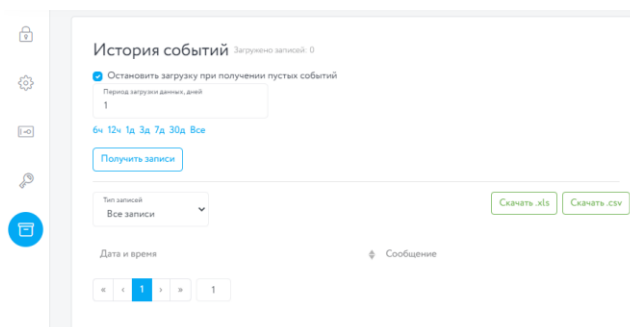 История событий Загружено записей: 0
Остановить загрузку при получении пустых событий
Период загрузки данных, дней
1
6ч 12ч 1д 3д 7д 30д Все
Получить записи
Тип записей
Все записи
Скачать .xls Скачать .csv
Дата и время Сообщение
« ‹ 1 › » 1